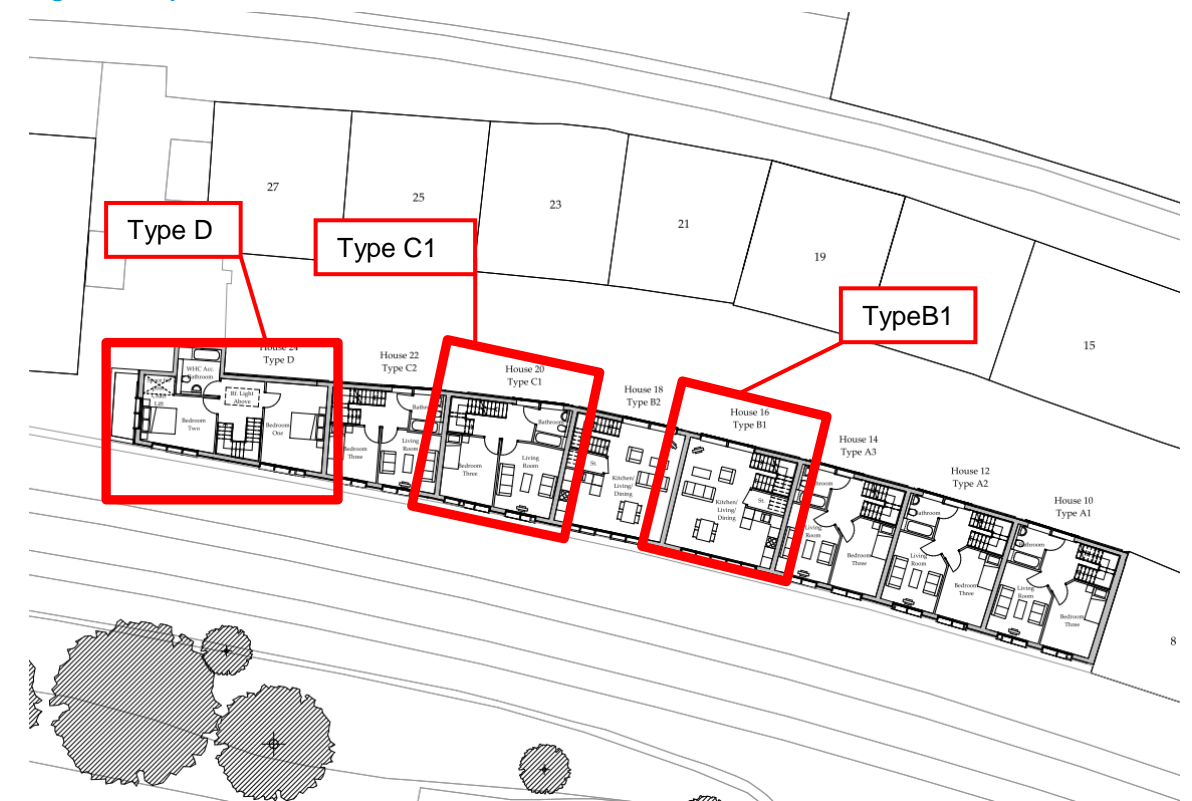 27
25
23
21
19
15
Type D
Type C1
TypeB1
House 24
Type D
House 22
Type C2
House 20
Type C1
House 18
Type B2
House 16
Type B1
House 14
Type A3
House 12
Type A2
House 10
Type A1
WHC Acc.
Bathroom
Lift
Bedroom
Two
Rf. Light
Above
Bedroom
One
Bathroom
Bedroom
Three
Living
Room
Bathroom
Bedroom
Three
Living
Room
St.
Kitchen/
Living/
Dining
Kitchen/
Living/
Dining
St.
Bathroom
Living
Room
Bedroom
Three
Bathroom
Living
Room
Bedroom
Three
Bathroom
Living
Room
Bedroom
Three
8